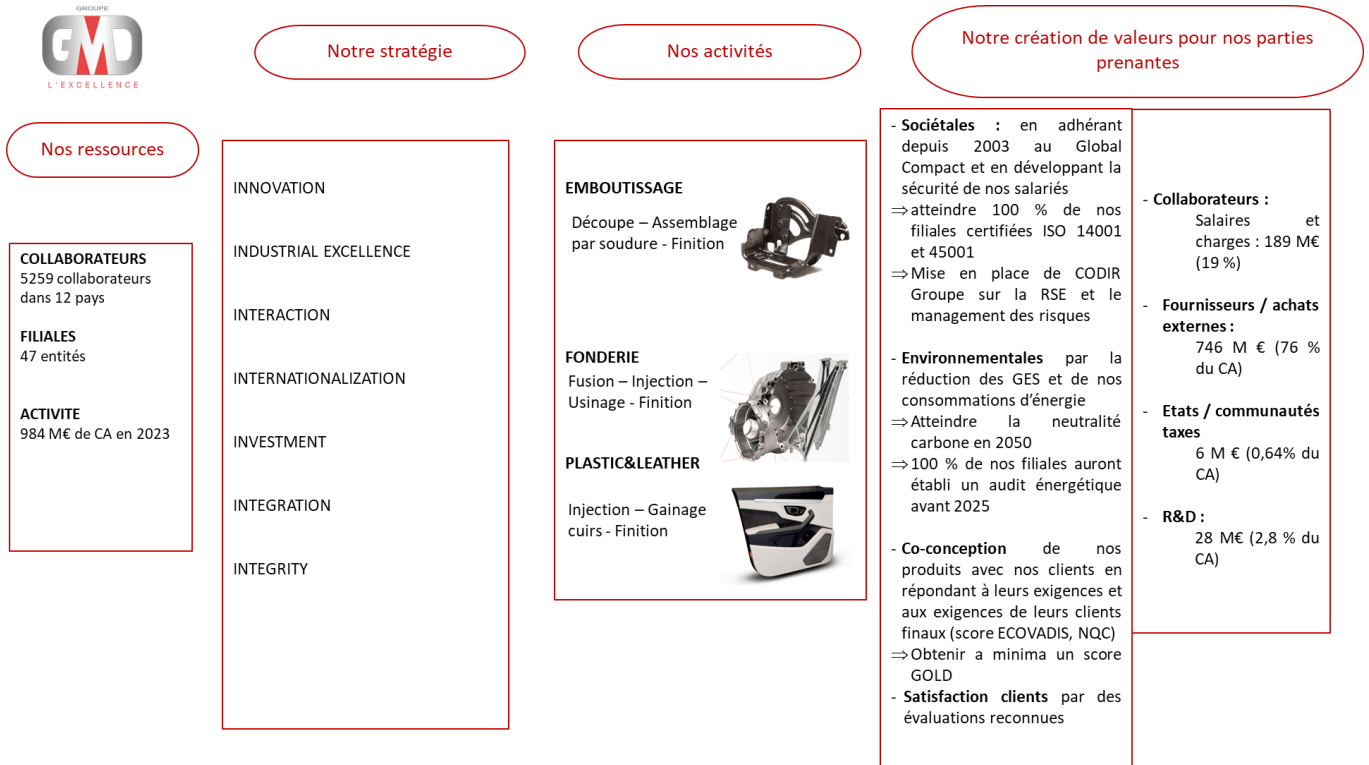 GROUPE
GMD
L'EXCELLENCE
Notre stratégie
Nos activités
Notre création de valeurs pour nos parties
prenantes
Nos ressources
COLLABORATEURS
5259 collaborateurs
dans 12 pays
FILIALES
47 entités
ACTIVITE
984 M€ de CA en 2023
INNOVATION
INDUSTRIAL EXCELLENCE
INTERACTION
INTERNATIONALIZATION
INVESTMENT
INTEGRATION
INTEGRITY
EMBOUTISSAGE
Découpe – Assemblage
par soudure - Finition
FONDERIE
Fusion – Injection –
Usinage - Finition
PLASTIC&LEATHER
Injection – Gainage
cuirs - Finition
- Sociétales : en adhérant
depuis 2003 au Global
Compact et en développant la
sécurité de nos salariés
⇒ atteindre 100 % de nos
filiales certifiées ISO 14001
et 45001
⇒ Mise en place de CODIR
Groupe sur la RSE et le
management des risques
- Environnementales par la
réduction des GES et de nos
consommations d'énergie
⇒ Atteindre la neutralité
carbone en 2050
⇒ 100 % de nos filiales auront
établi un audit énergétique
avant 2025
- Co-conception de nos
produits avec nos clients en
répondant à leurs exigences et
aux exigences de leurs clients
finaux (score ECOVADIS, NQC)
⇒ Obtenir a minima un score
GOLD
- Satisfaction clients par des
évaluations reconnues
- Collaborateurs :
Salaires et
charges : 189 M€
(19 %)
- Fournisseurs / achats
externes :
746 M € (76 %
du CA)
- Etats / communautés
taxes
6 M € (0,64% du
CA)
- R&D :
28 M€ (2,8 % du
CA)